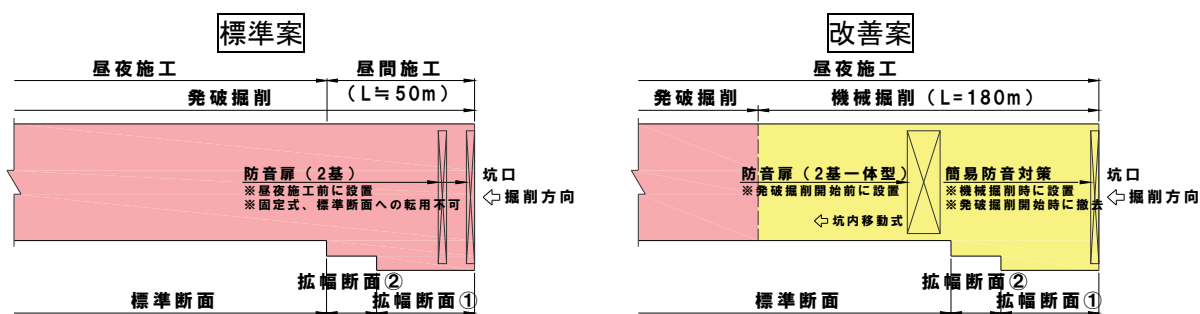 標準案
昼夜施工
昼間施工
(L≒50m)
発破掘削
防音扉（2基）
※昼夜施工前に設置
※固定式、標準断面への転用不可
坑口
掘削方向
拡幅断面②
標準断面
拡幅断面①
改善案
昼夜施工
発破掘削
機械掘削（L=180m）
防音扉（2基一体型）
※発破掘削開始前に設置
坑内移動式
簡易防音対策
※機械掘削時に設置
※発破掘削開始時に撤去
坑口
掘削方向
拡幅断面②
標準断面
拡幅断面①